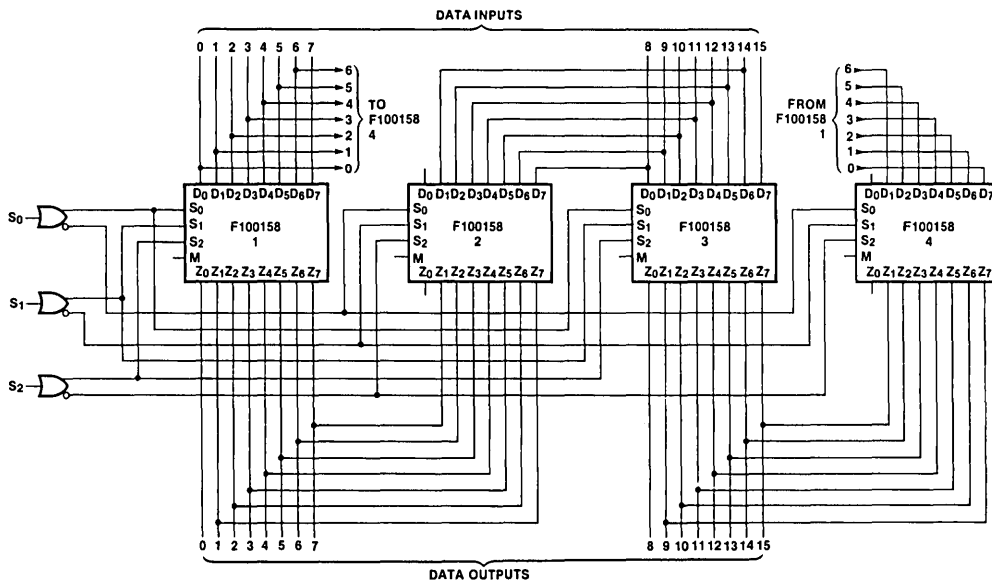 DATA INPUTS
0 1 2 3 4 5 6 7 8 9 10 11 12 13 14 15
6 6
5 5
4 TO FROM 4
3 F100158 F100158 3
2 4 1 2
1 1
0 0
D0 D1 D2 D3 D4 D5 D6 D7 D0 D1 D2 D3 D4 D5 D6 D7 D0 D1 D2 D3 D4 D5 D6 D7 D0 D1 D2 D3 D4 D5 D6 D7
S0 S0 S0 S0 S0
S1 F100158 S1 F100158 S1 F100158 S1 F100158
S2 1 S2 2 S2 3 S2 4
M M M M
Z0 Z1 Z2 Z3 Z4 Z5 Z6 Z7 Z0 Z1 Z2 Z3 Z4 Z5 Z6 Z7 Z0 Z1 Z2 Z3 Z4 Z5 Z6 Z7 Z0 Z1 Z2 Z3 Z4 Z5 Z6 Z7
S1
S2
0 1 2 3 4 5 6 7 8 9 10 11 12 13 14 15
DATA OUTPUTS